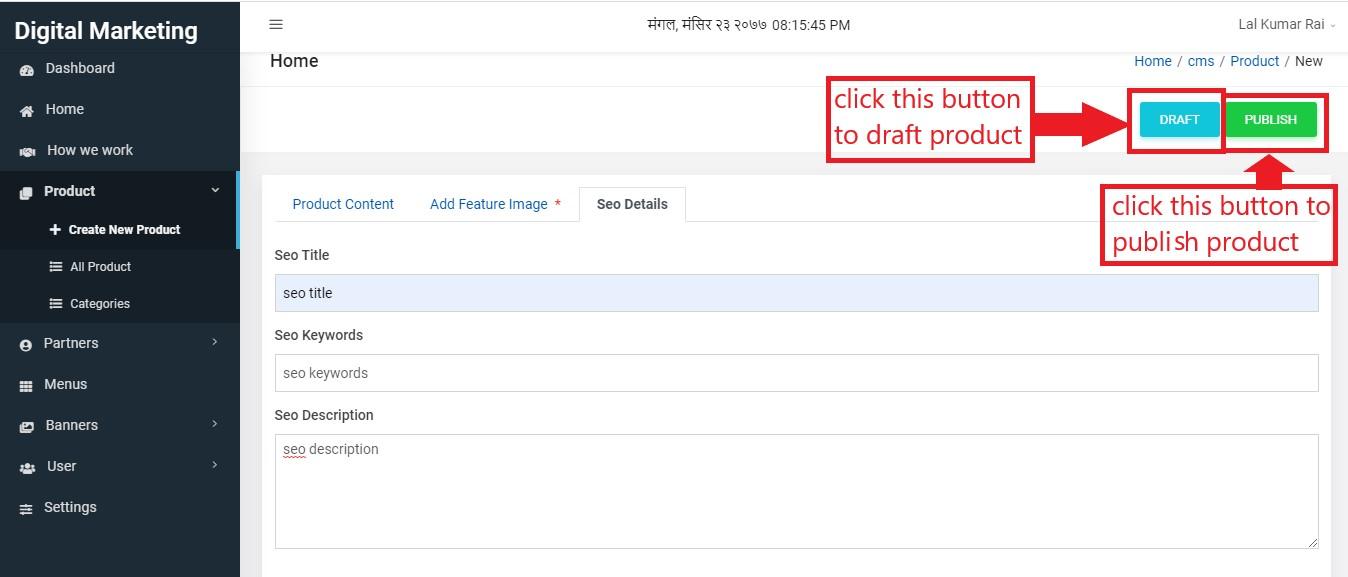 Digital Marketing
मंगल, मंसिर २३ २०७७ 08:15:45 PM
Lal Kumar Rai
Dashboard
Home
How we work
Product
Create New Product
All Product
Categories
Partners
Menus
Banners
User
Settings
Home
Home / cms / Product / New
click this button
to draft product
DRAFT
PUBLISH
click this button to
publish product
Product Content
Add Feature Image *
Seo Details
Seo Title
seo title
Seo Keywords
seo keywords
Seo Description
seo description